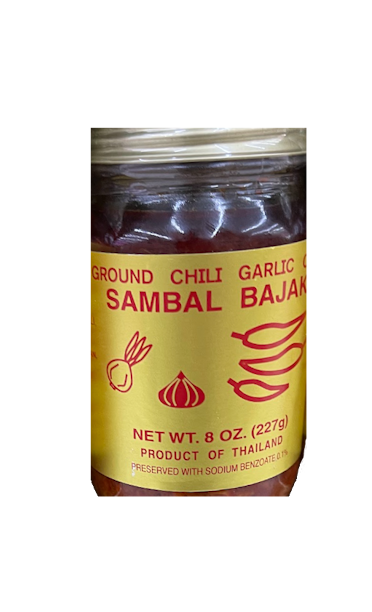 GROUND CHILI GARLIC
SAMBAL BAJAK
NET WT. 8 OZ. (227g)
PRODUCT OF THAILAND
PRESERVED WITH SODIUM BENZOATE 0.1%